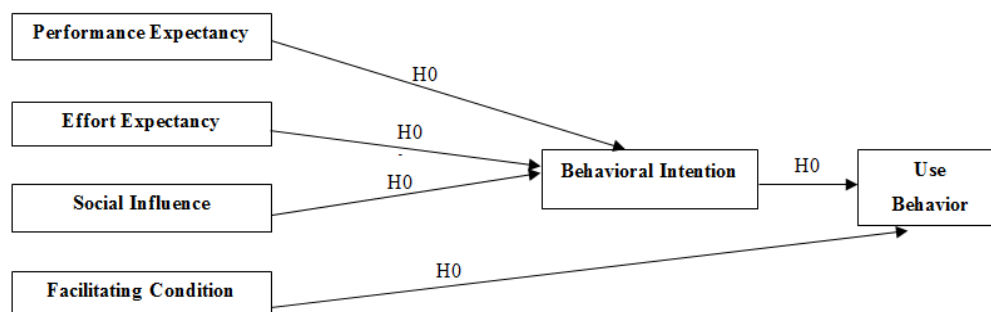 Performance Expectancy
H0
Effort Expectancy
H0
Behavioral Intention
H0
Use
Behavior
H0
Social Influence
H0
Facilitating Condition